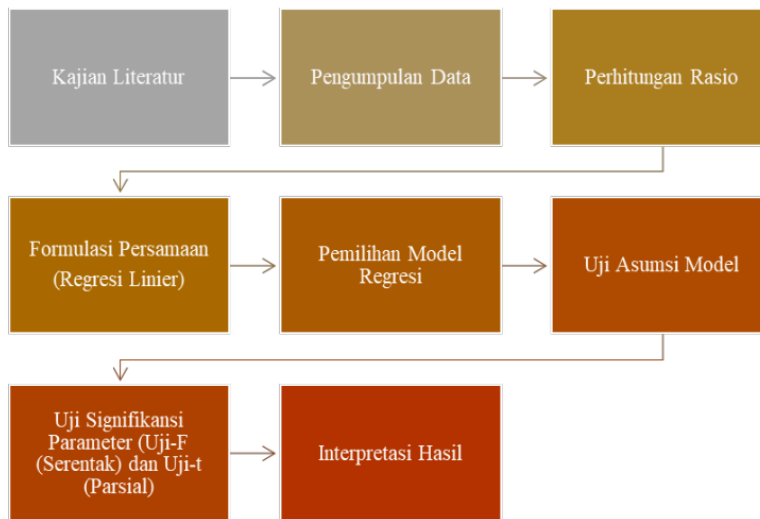 Kajian Literatur
Pengumpulan Data
Perhitungan Rasio
Formulasi Persamaan
(Regresi Linier)
Pemilihan Model
Regresi
Uji Asumsi Model
Uji Signifikansi
Parameter (Uji-F
(Serentak) dan Uji-t
(Parsial)
Interpretasi Hasil